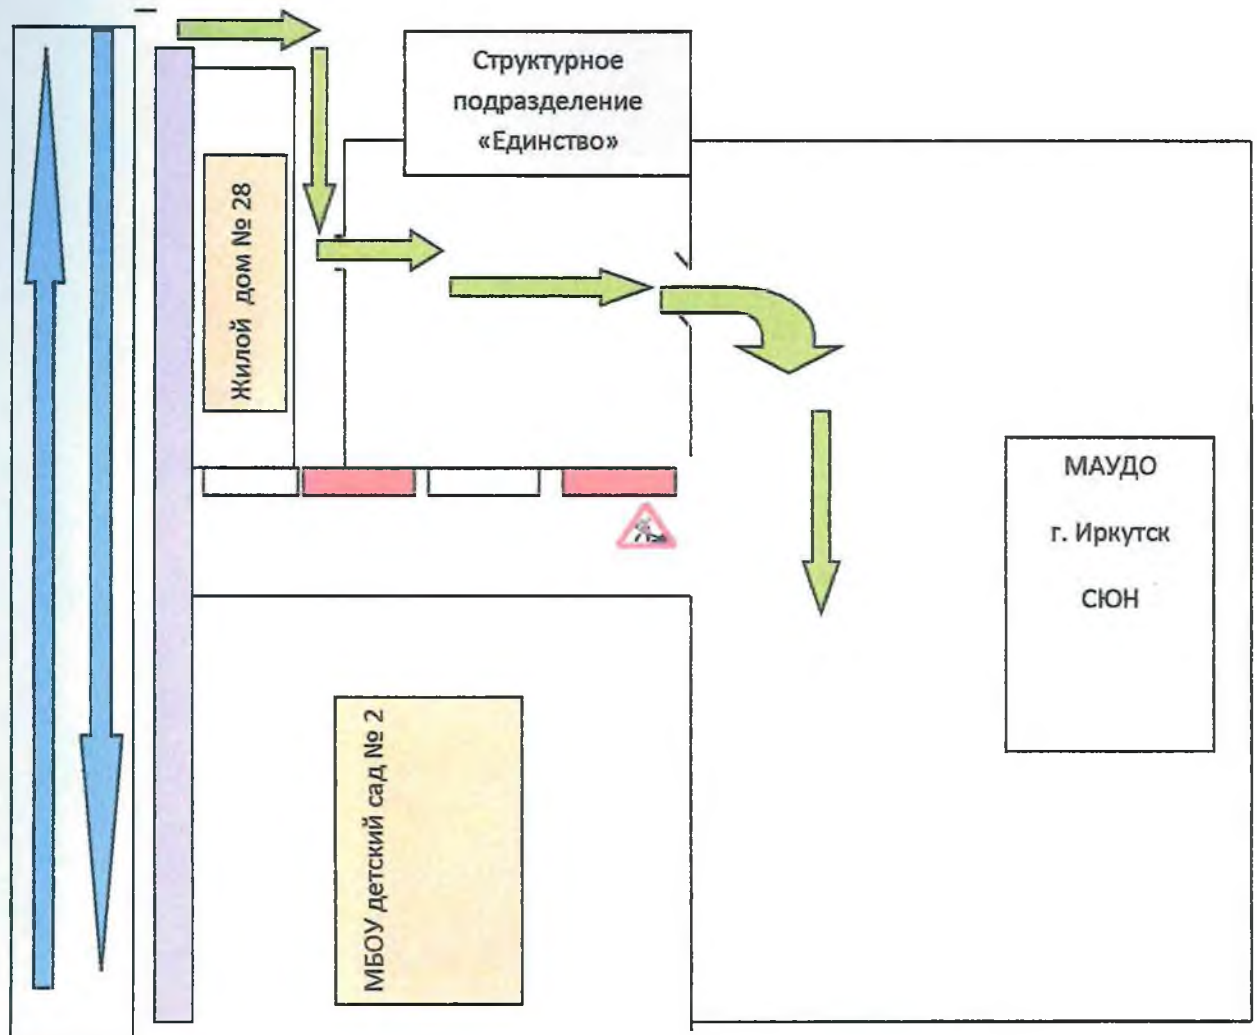 Структурное
подразделение
«Единство»
Жилой дом № 28
МАУДО
г. Иркутск
СЮН
МБОУ детский сад № 2